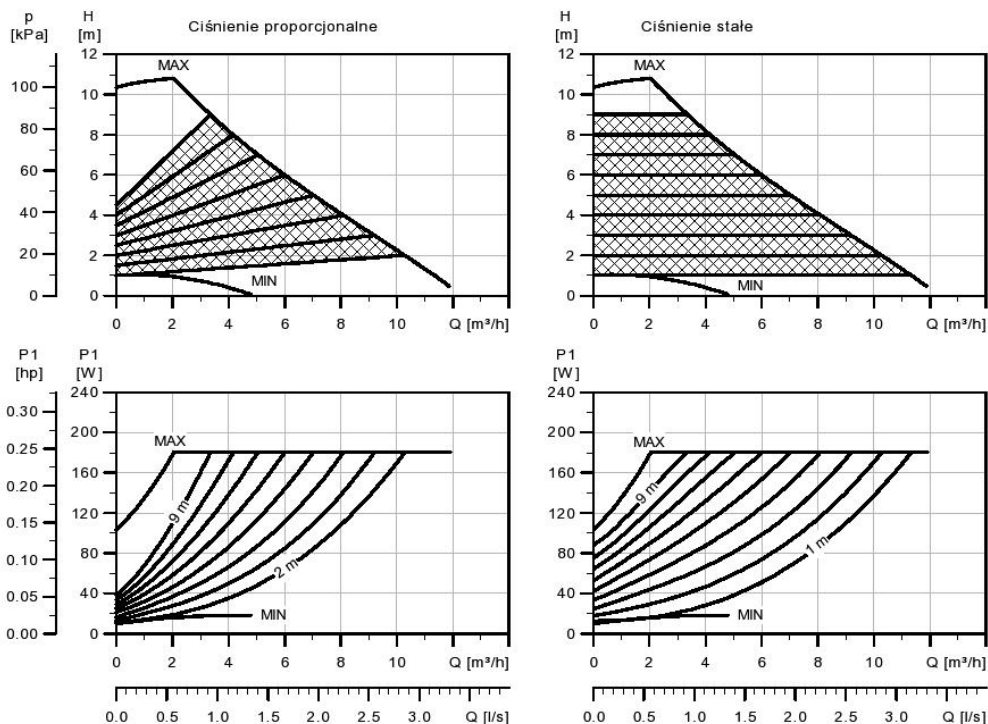 p
[kPa]
H
[m]
Ciśnienie proporcjonalne
12
10
8
6
4
2
0
100
80
60
40
20
0
MAX
MIN
0 2 4 6 8 10 Q [m³/h]
H
[m]
Ciśnienie stałe
12
10
8
6
4
2
0
MAX
MIN
0 2 4 6 8 10 Q [m³/h]
P1
[hp]
P1
[W]
0.30
0.25
0.20
0.15
0.10
0.05
0.00
240
200
160
120
80
40
0
MAX
9 m
2 m
MIN
0 2 4 6 8 10 Q [m³/h]
0.0 0.5 1.0 1.5 2.0 3.0 Q [l/s]
P1
[W]
240
200
160
120
80
40
0
MAX
9 m
1 m
MIN
0 2 4 6 8 10 Q [m³/h]
0.0 0.5 1.0 1.5 2.0 3.0 Q [l/s]